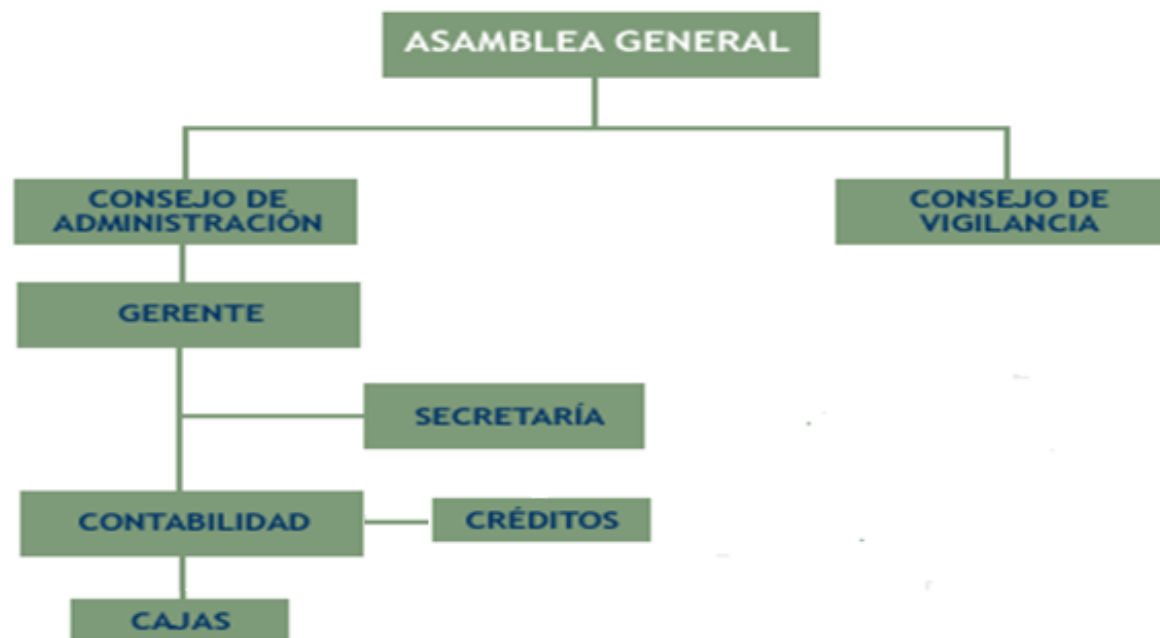 ASAMBLEA GENERAL
CONSEJO DE
ADMINISTRACIÓN
CONSEJO DE
VIGILANCIA
GERENTE
SECRETARÍA
CONTABILIDAD
CRÉDITOS
CAJAS